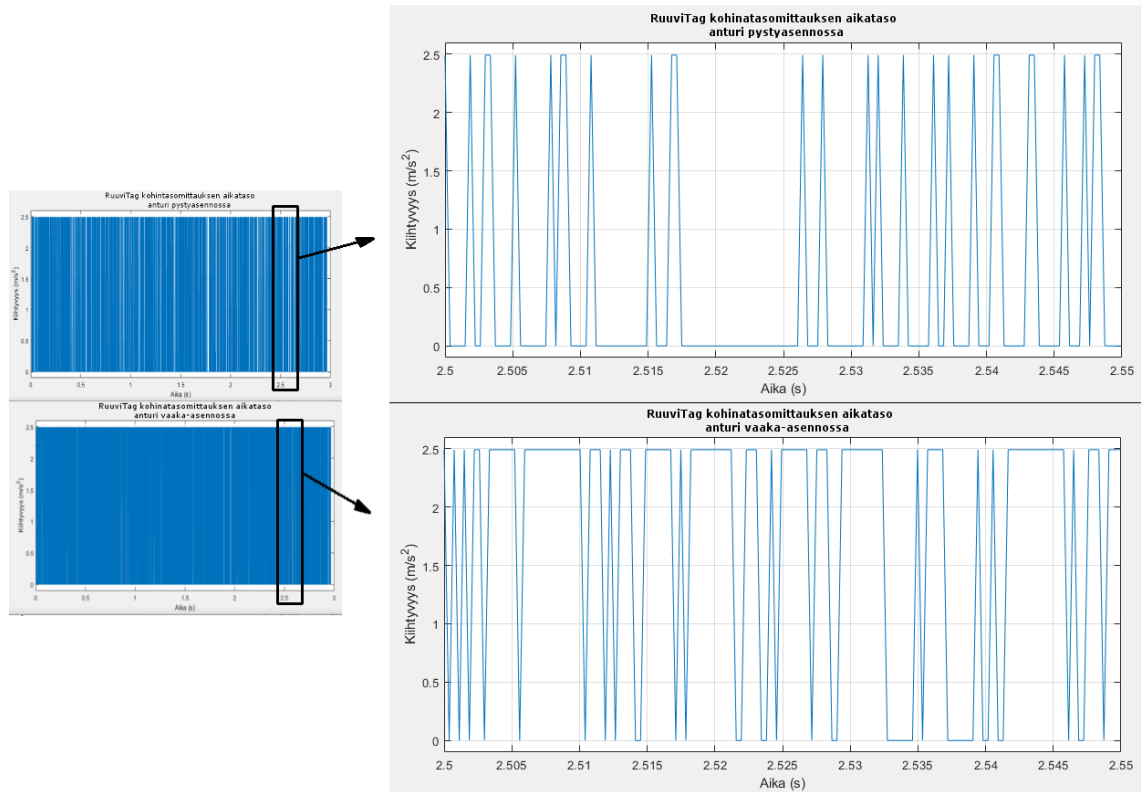 RuuviTag kohintasomittauksen aikataso
anturi pystyasennossa
2.5
2
1.5
1
0.5
0
Kiihtyvyys (m/s²)
0 0.5 1 1.5 2 2.5 3
Aika (s)
RuuviTag kohinatasomittauksen aikataso
anturi vaaka-asennossa
2.5
2
1.5
1
0.5
0
Kiihtyvyys (m/s²)
0 0.5 1 1.5 2 2.5 3
Aika (s)
RuuviTag kohinatasomittauksen aikataso
anturi pystyasennossa
2.5
2
1.5
1
0.5
0
Kiihtyvyys (m/s²)
2.5 2.505 2.51 2.515 2.52 2.525 2.53 2.535 2.54 2.545 2.55
Aika (s)
RuuviTag kohinatasomittauksen aikataso
anturi vaaka-asennossa
2.5
2
1.5
1
0.5
0
Kiihtyvyys (m/s²)
2.5 2.505 2.51 2.515 2.52 2.525 2.53 2.535 2.54 2.545 2.55
Aika (s)